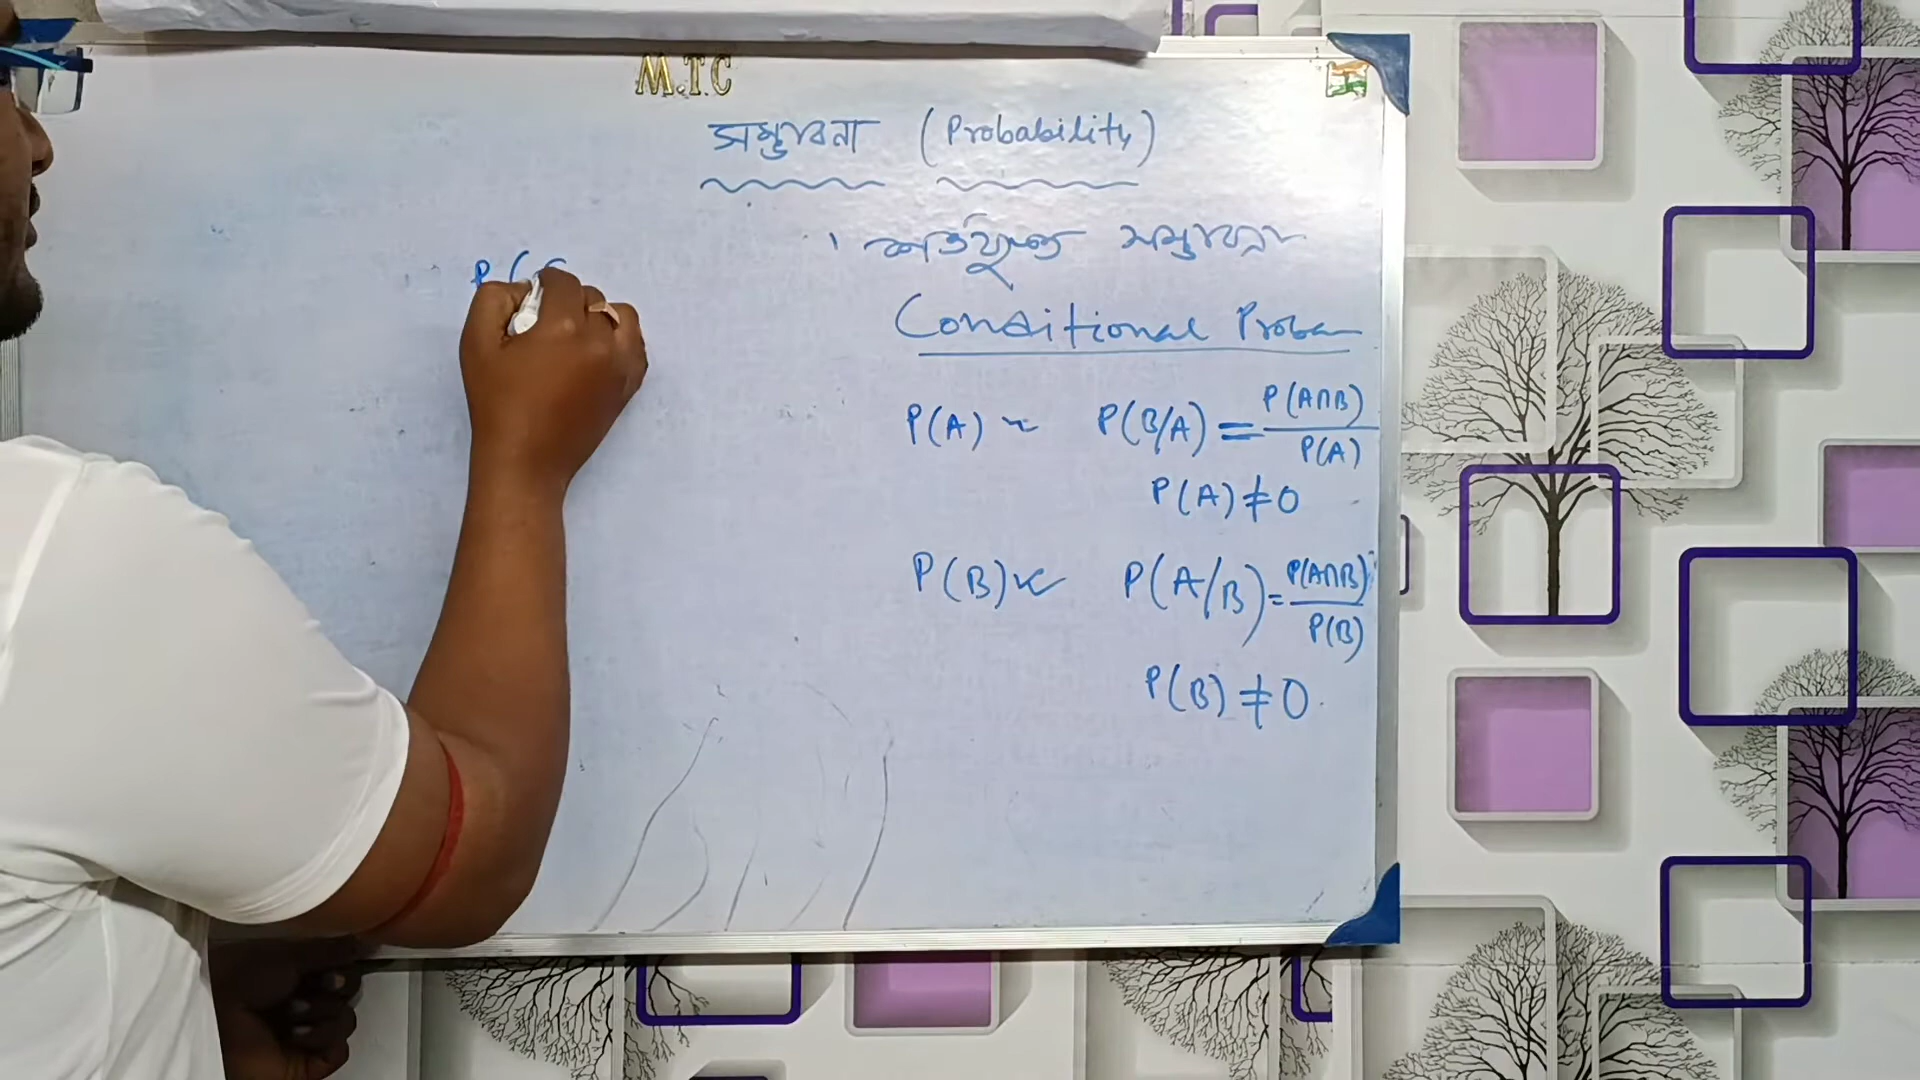 M.T.C
সম্ভাবনা (Probability)
শর্তযুক্ত সম্ভাবনা
Conditional Proba
P(A) ~ P(B/A) = P(A∩B) / P(A)
P(A) ≠ 0
P(B) P(A/B) = P(A∩B) / P(B)
P(B) ≠ 0.
P(